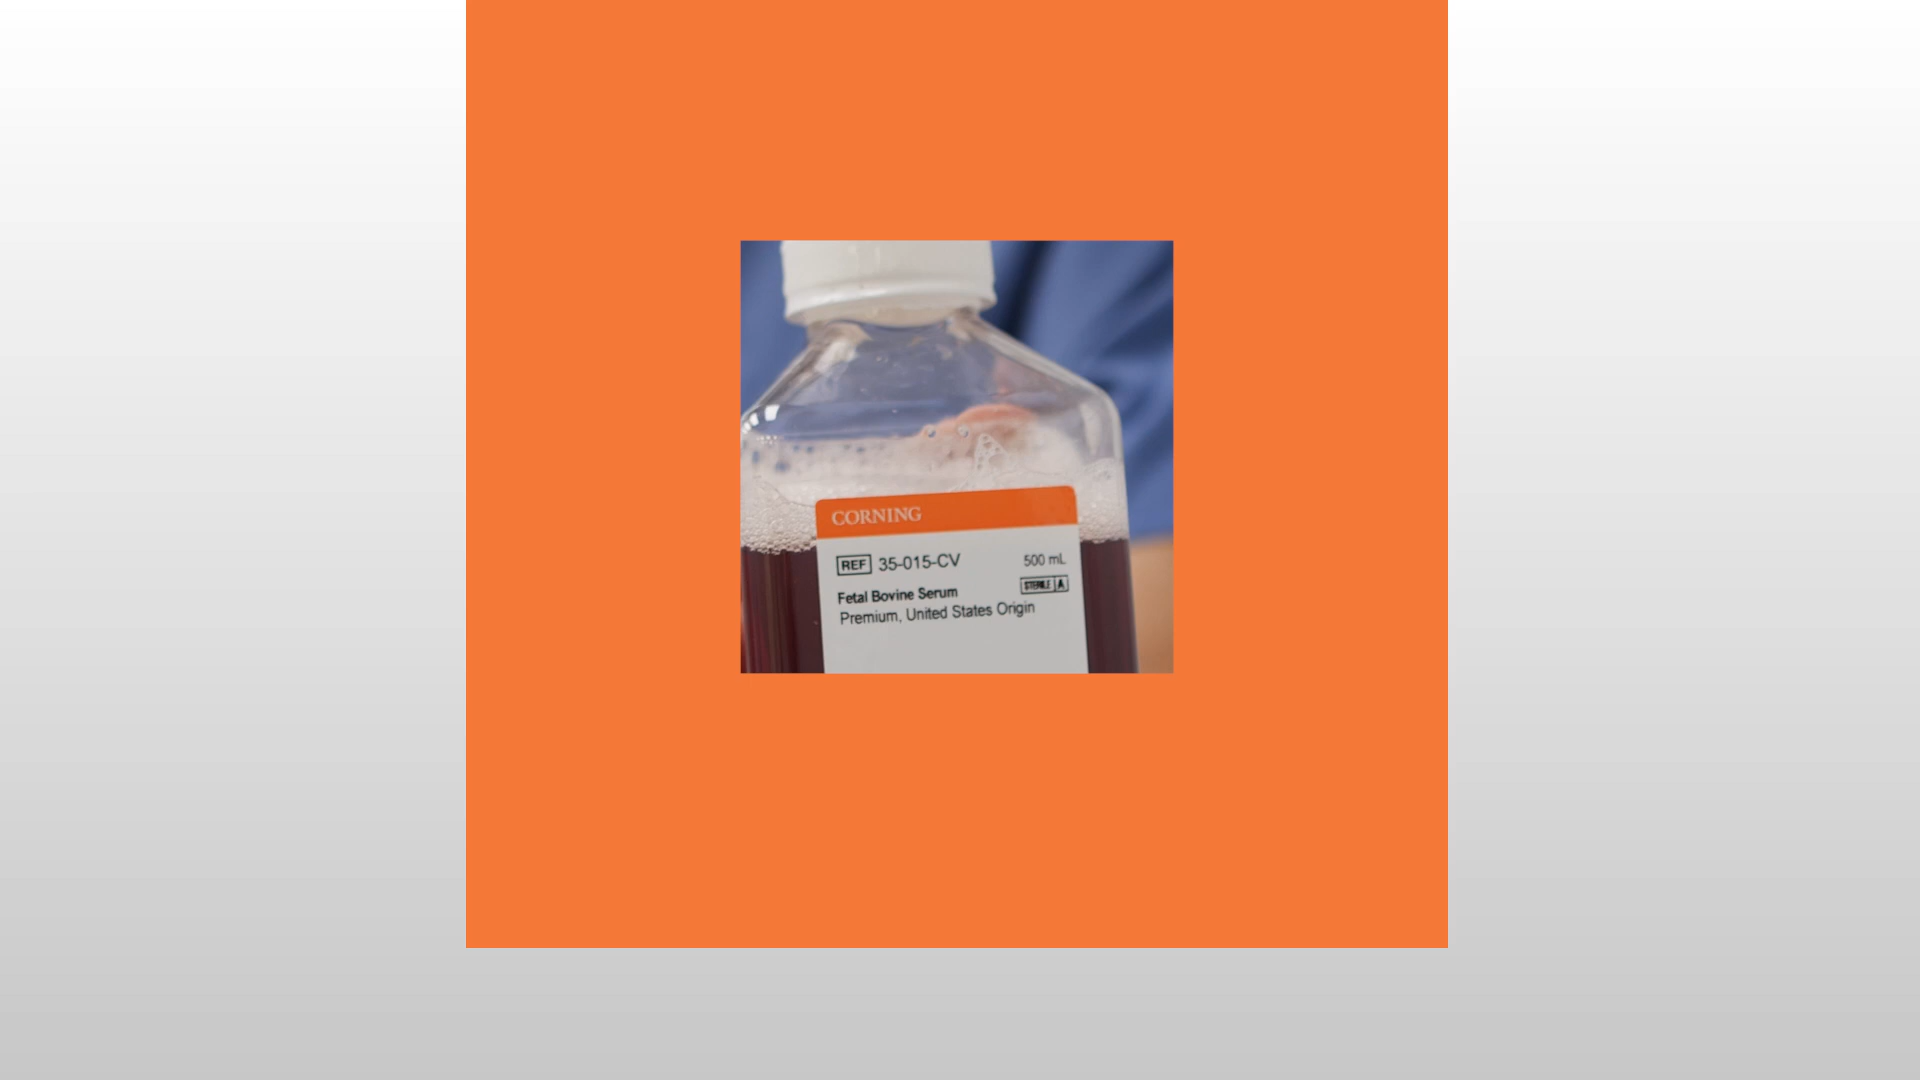 CORNING
REF 35-015-CV 500 mL
STERILE A
Fetal Bovine Serum
Premium, United States Origin